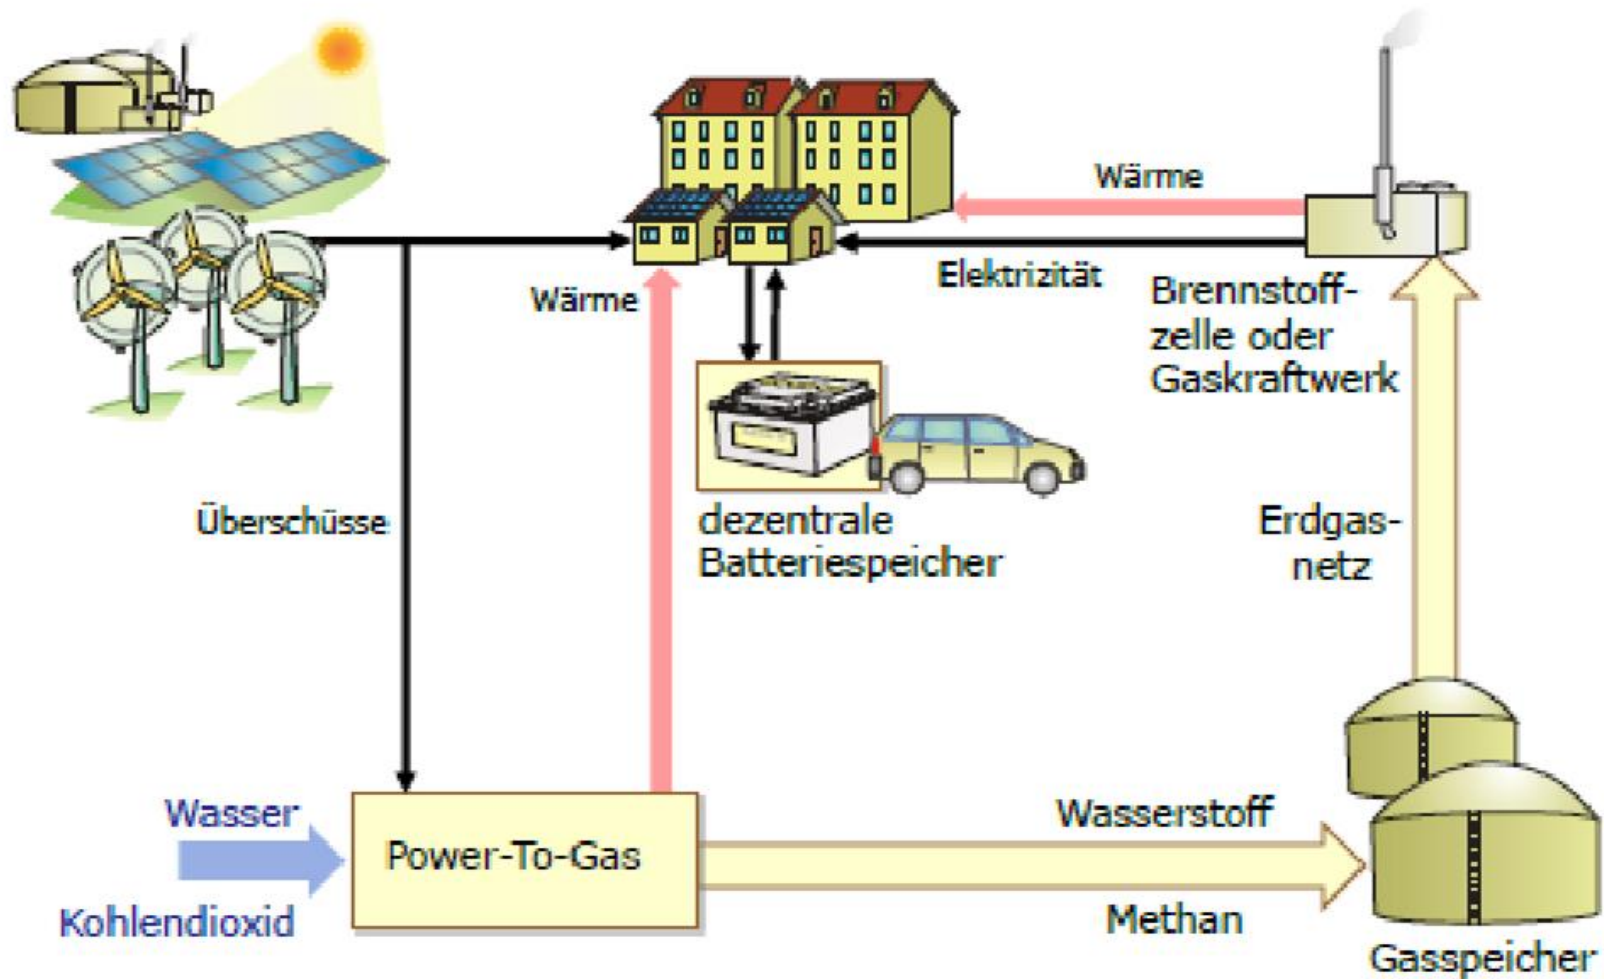 Wärme
Elektrizität
Wärme
Brennstoff-
zelle oder
Gaskraftwerk
Überschüsse
dezentrale
Batteriespeicher
Erdgas-
netz
Wasser
Kohlendioxid
Power-To-Gas
Wasserstoff
Methan
Gasspeicher